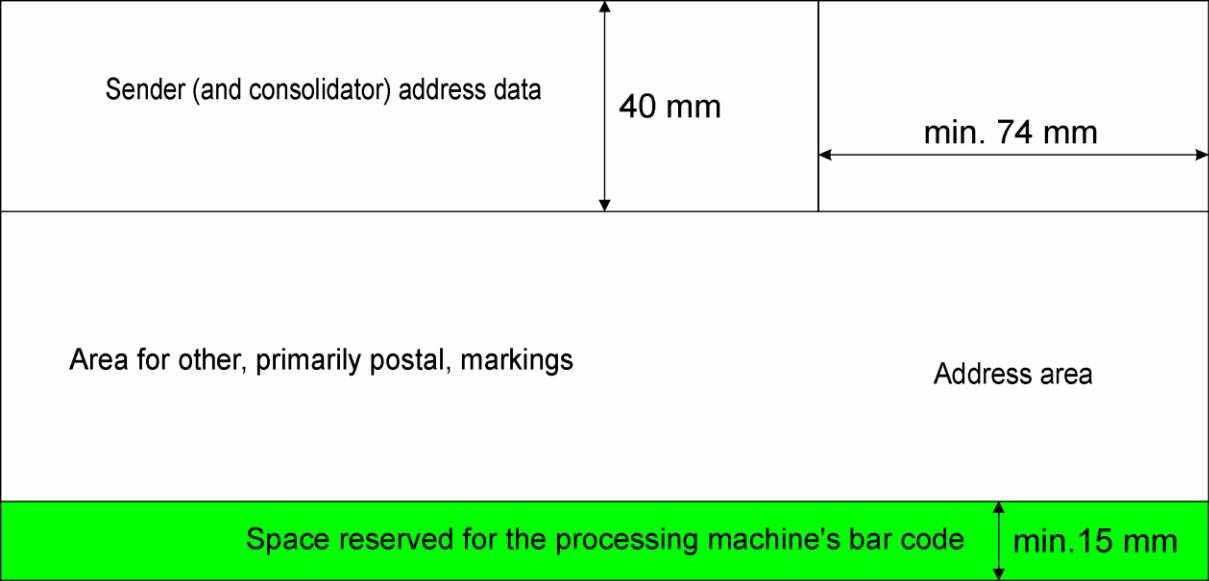 Sender (and consolidator) address data
40 mm
min. 74 mm
Area for other, primarily postal, markings
Address area
Space reserved for the processing machine's bar code
min.15 mm